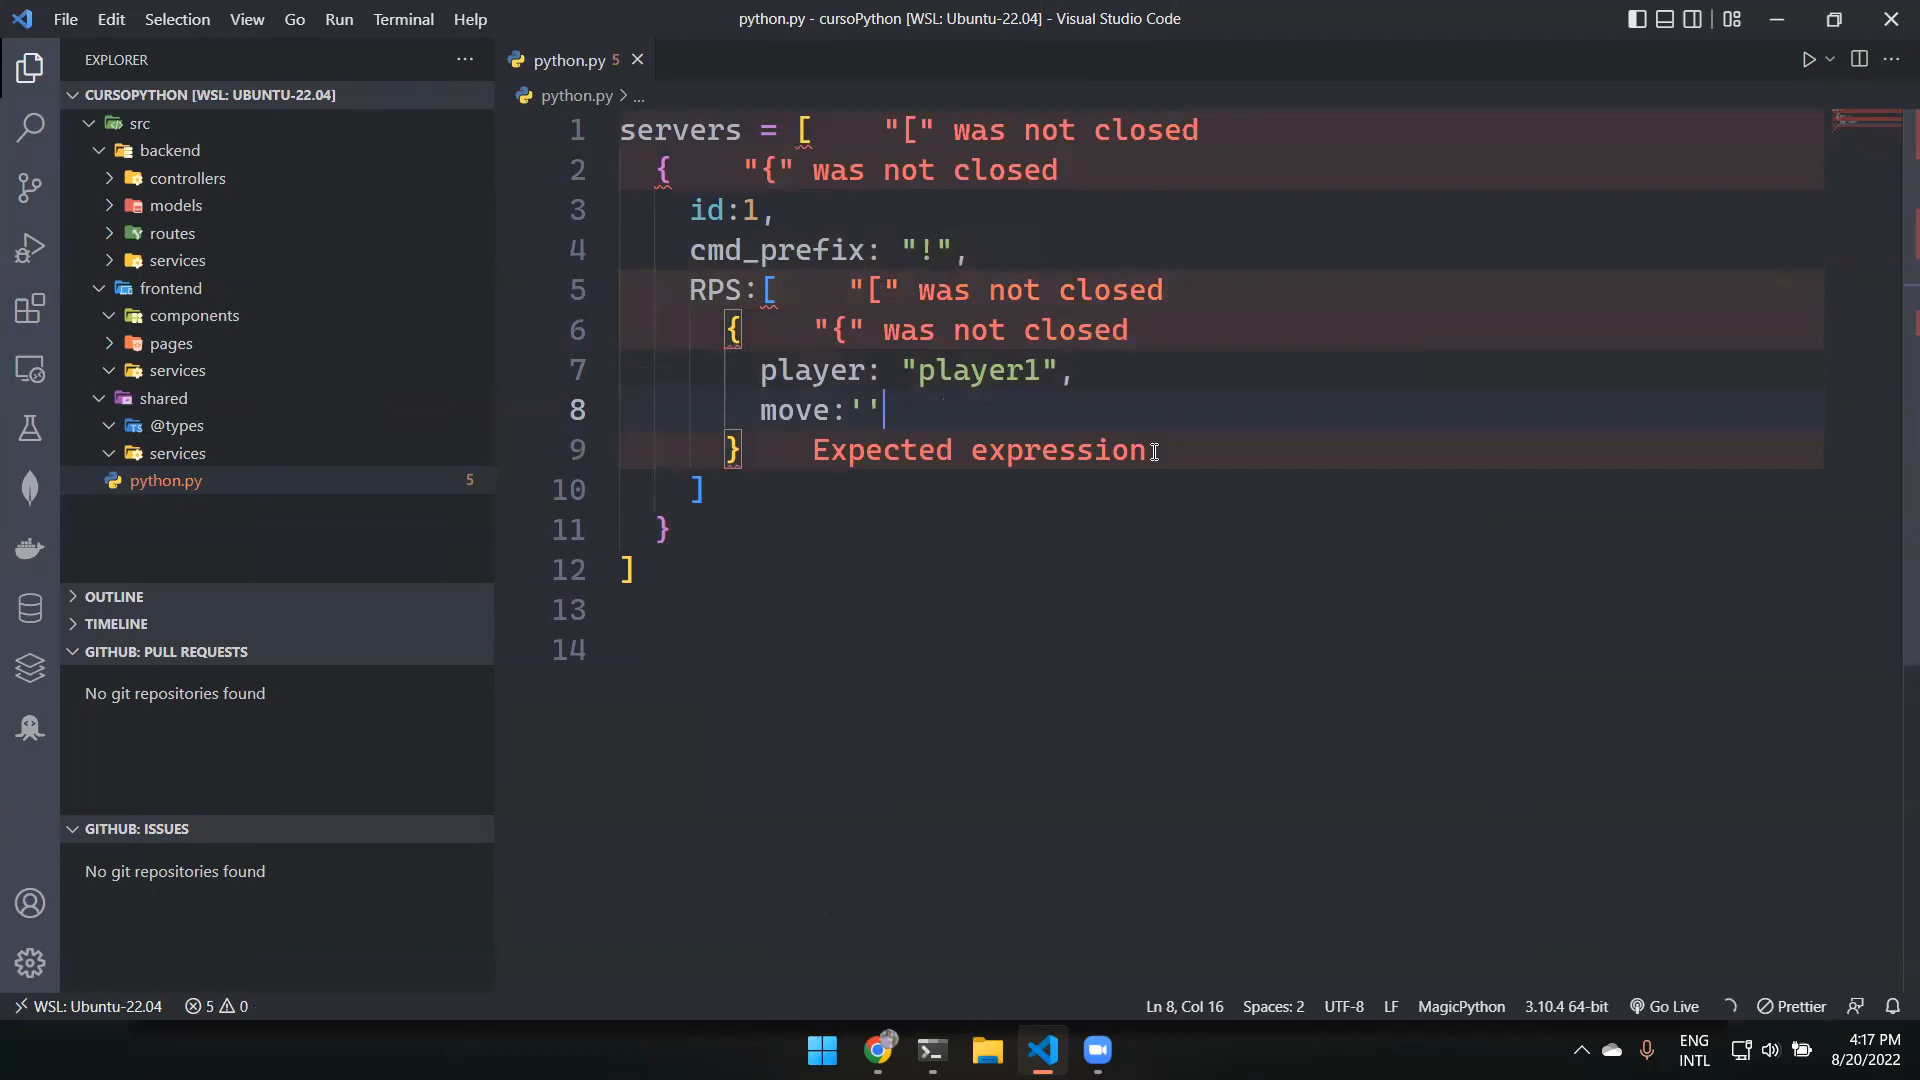 File Edit Selection View Go Run Terminal Help
python.py - cursoPython [WSL: Ubuntu-22.04] - Visual Studio Code
EXPLORER
CURSOPYTHON [WSL: UBUNTU-22.04]
src
backend
controllers
models
routes
services
frontend
components
pages
services
shared
@types
services
python.py 5
OUTLINE
TIMELINE
GITHUB: PULL REQUESTS
No git repositories found
GITHUB: ISSUES
No git repositories found
python.py 5
python.py > ...
1 servers = [ "[" was not closed
2 { "{" was not closed
3 id:1,
4 cmd_prefix: "!",
5 RPS:[ "[" was not closed
6 { "{" was not closed
7 player: "player1",
8 move:''
9 } Expected expression
10 ]
11 }
12 ]
13
14
WSL: Ubuntu-22.04 5 0
Ln 8, Col 16 Spaces: 2 UTF-8 LF MagicPython 3.10.4 64-bit Go Live Prettier
ENG
INTL
4:17 PM
8/20/2022